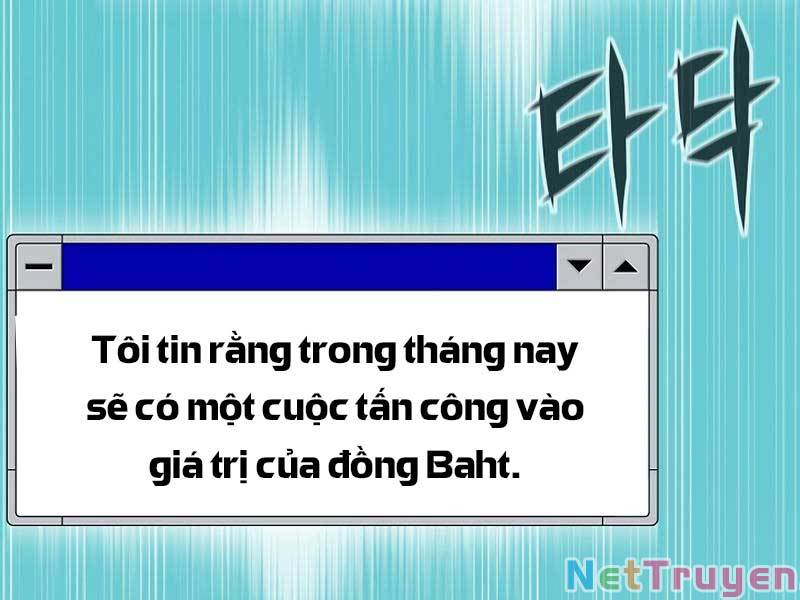 타닥
Tôi tin rằng trong tháng nay
sẽ có một cuộc tấn công vào
giá trị của đồng Baht.
NetTruyen